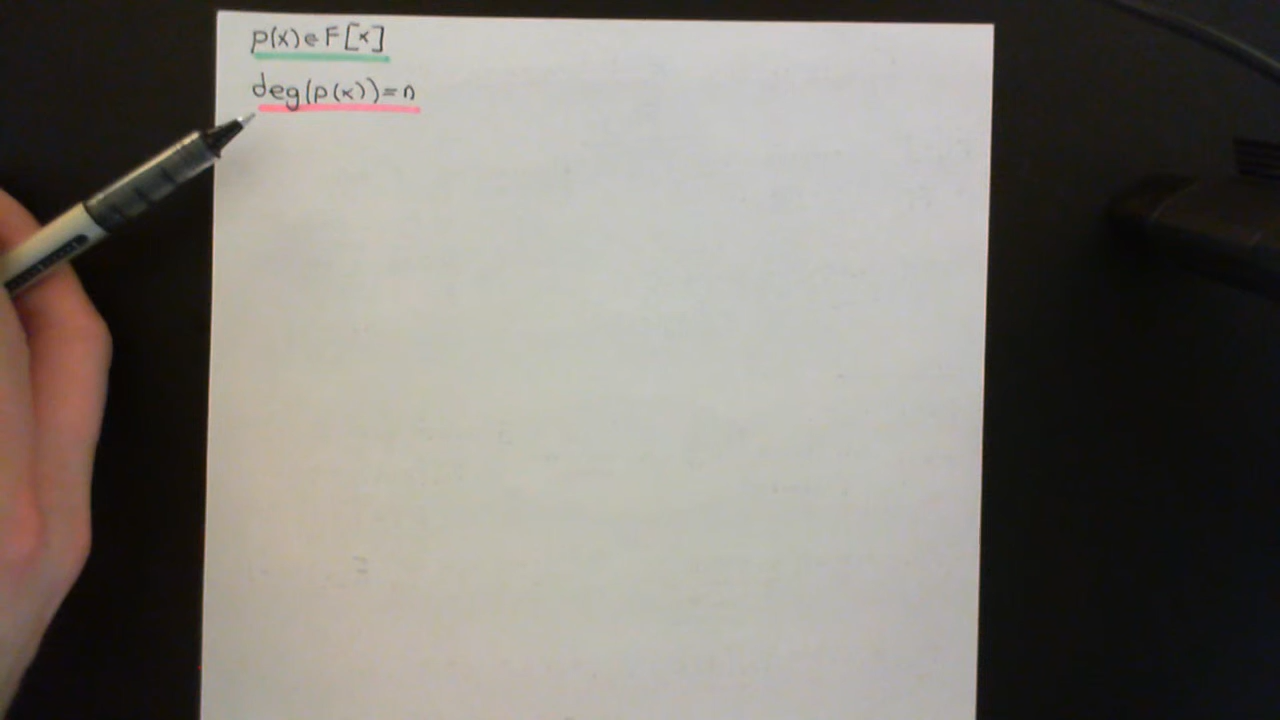 p(x) ∈ F[x]
deg(p(x)) = n